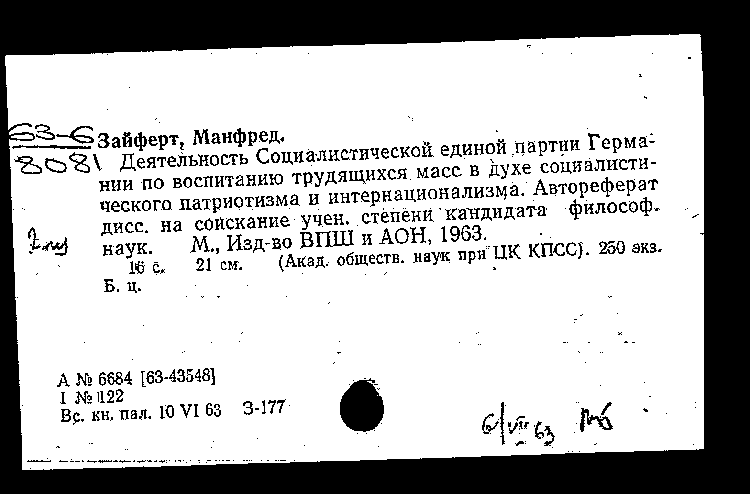 63-6 Зайферт, Манфред.
8081 Деятельность Социалистической единой партии Герма-
нии по воспитанию трудящихся масс в духе социалисти-
ческого патриотизма и интернационализма. Автореферат
дисс. на соискание учен. степени кандидата философ.
наук. М., Изд-во ВПШ и АОН, 1963.
16 с. 21 см. (Акад. обществ. наук при ЦК КПСС). 250 экз.
Б. ц.
А № 6684 [63-43548]
I № 122
Вс. кн. пал. 10 VI 63 З-177
6/VII 63